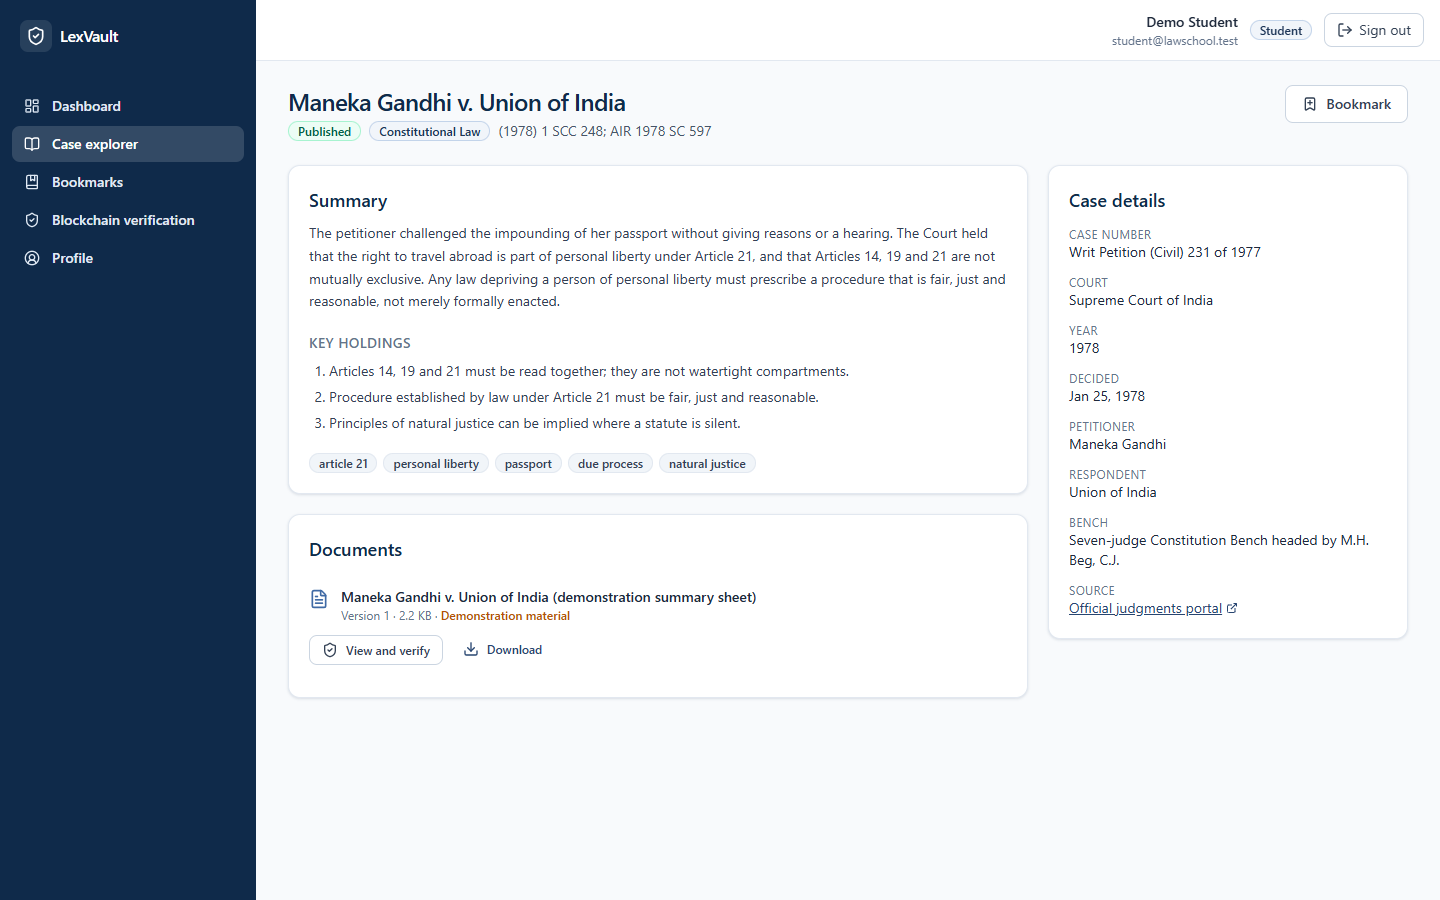 LexVault
Dashboard
Case explorer
Bookmarks
Blockchain verification
Profile
Demo Student
student@lawschool.test
Student
Sign out
Maneka Gandhi v. Union of India
Published
Constitutional Law
(1978) 1 SCC 248; AIR 1978 SC 597
Bookmark
Summary
The petitioner challenged the impounding of her passport without giving reasons or a hearing. The Court held
that the right to travel abroad is part of personal liberty under Article 21, and that Articles 14, 19 and 21 are not
mutually exclusive. Any law depriving a person of personal liberty must prescribe a procedure that is fair, just and
reasonable, not merely formally enacted.
KEY HOLDINGS
1. Articles 14, 19 and 21 must be read together; they are not watertight compartments.
2. Procedure established by law under Article 21 must be fair, just and reasonable.
3. Principles of natural justice can be implied where a statute is silent.
article 21
personal liberty
passport
due process
natural justice
Documents
Maneka Gandhi v. Union of India (demonstration summary sheet)
Version 1 · 2.2 KB · Demonstration material
View and verify
Download
Case details
CASE NUMBER
Writ Petition (Civil) 231 of 1977
COURT
Supreme Court of India
YEAR
1978
DECIDED
Jan 25, 1978
PETITIONER
Maneka Gandhi
RESPONDENT
Union of India
BENCH
Seven-judge Constitution Bench headed by M.H.
Beg, C.J.
SOURCE
Official judgments portal